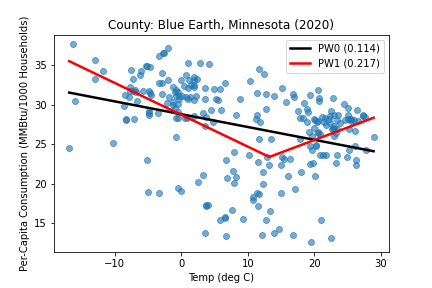 County: Blue Earth, Minnesota (2020)
PW0 (0.114)
PW1 (0.217)
Per-Capita Consumption (MMBtu/1000 Households)
35
30
25
20
15
−10
0
10
20
30
Temp (deg C)